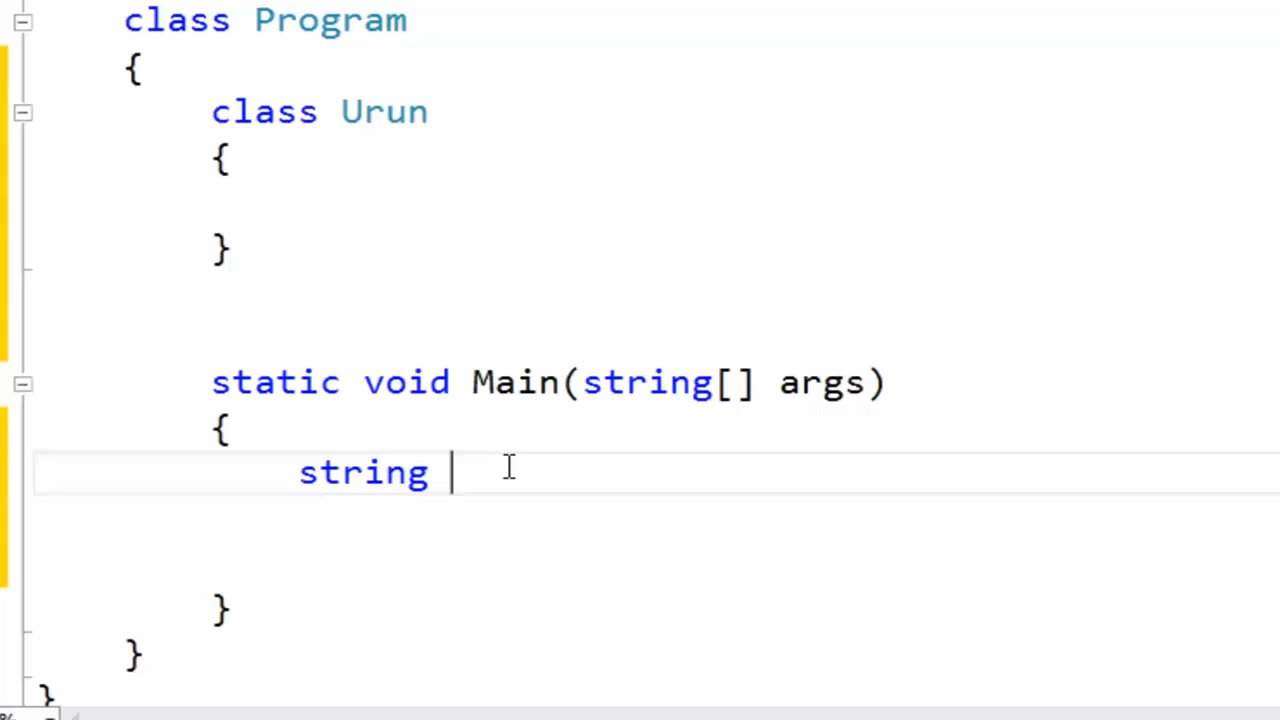 class Program
{
class Urun
{
}
static void Main(string[] args)
{
string
}
}
}
%